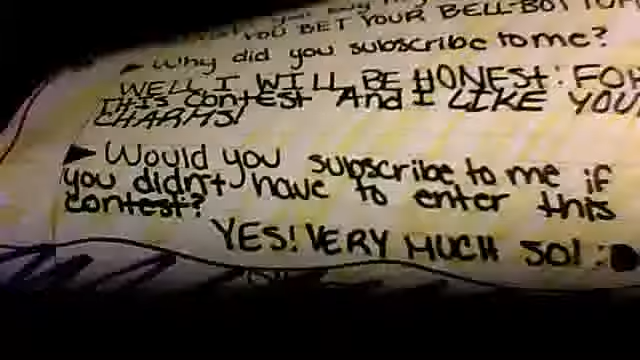 YOU BET YOUR BELL-BOT
Why did you subscribe to me?
WELL, I WILL BE HONEST: FOR
THIS CONTEST And I LIKE YOUR
CHARMS!
Would you subscribe to me if
you didn't have to enter this
contest?
YES! VERY MUCH SO! :